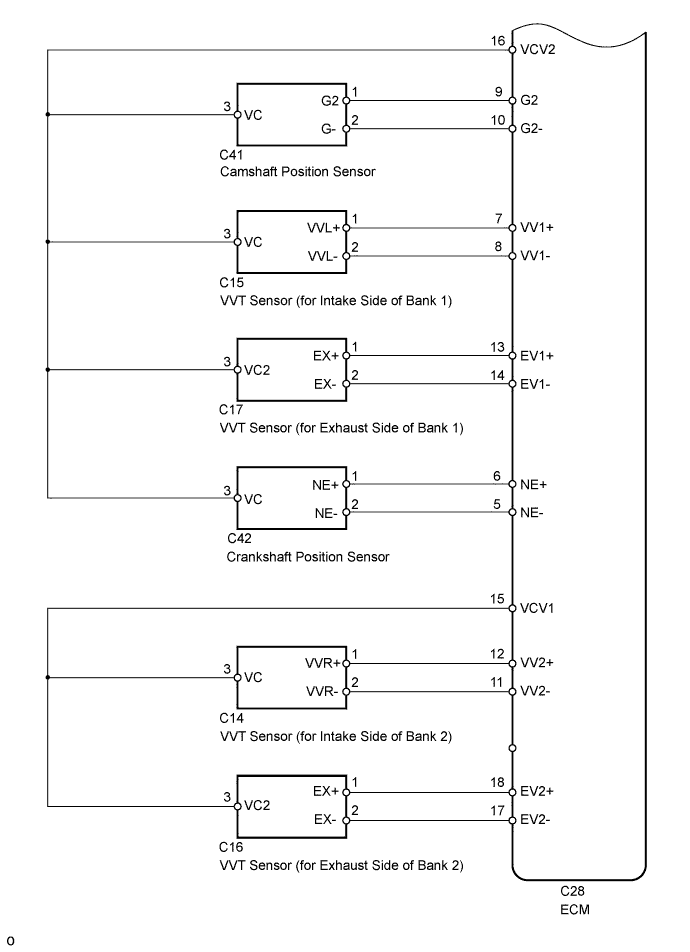 16 VCV2
3 VC G2 1 9 G2
G- 2 10 G2-
C41
Camshaft Position Sensor
3 VC VVL+ 1 7 VV1+
VVL- 2 8 VV1-
C15
VVT Sensor (for Intake Side of Bank 1)
3 VC2 EX+ 1 13 EV1+
EX- 2 14 EV1-
C17
VVT Sensor (for Exhaust Side of Bank 1)
3 VC NE+ 1 6 NE+
NE- 2 5 NE-
C42
Crankshaft Position Sensor
15 VCV1
3 VC VVR+ 1 12 VV2+
VVR- 2 11 VV2-
C14
VVT Sensor (for Intake Side of Bank 2)
3 VC2 EX+ 1 18 EV2+
EX- 2 17 EV2-
C16
VVT Sensor (for Exhaust Side of Bank 2)
C28
ECM
O